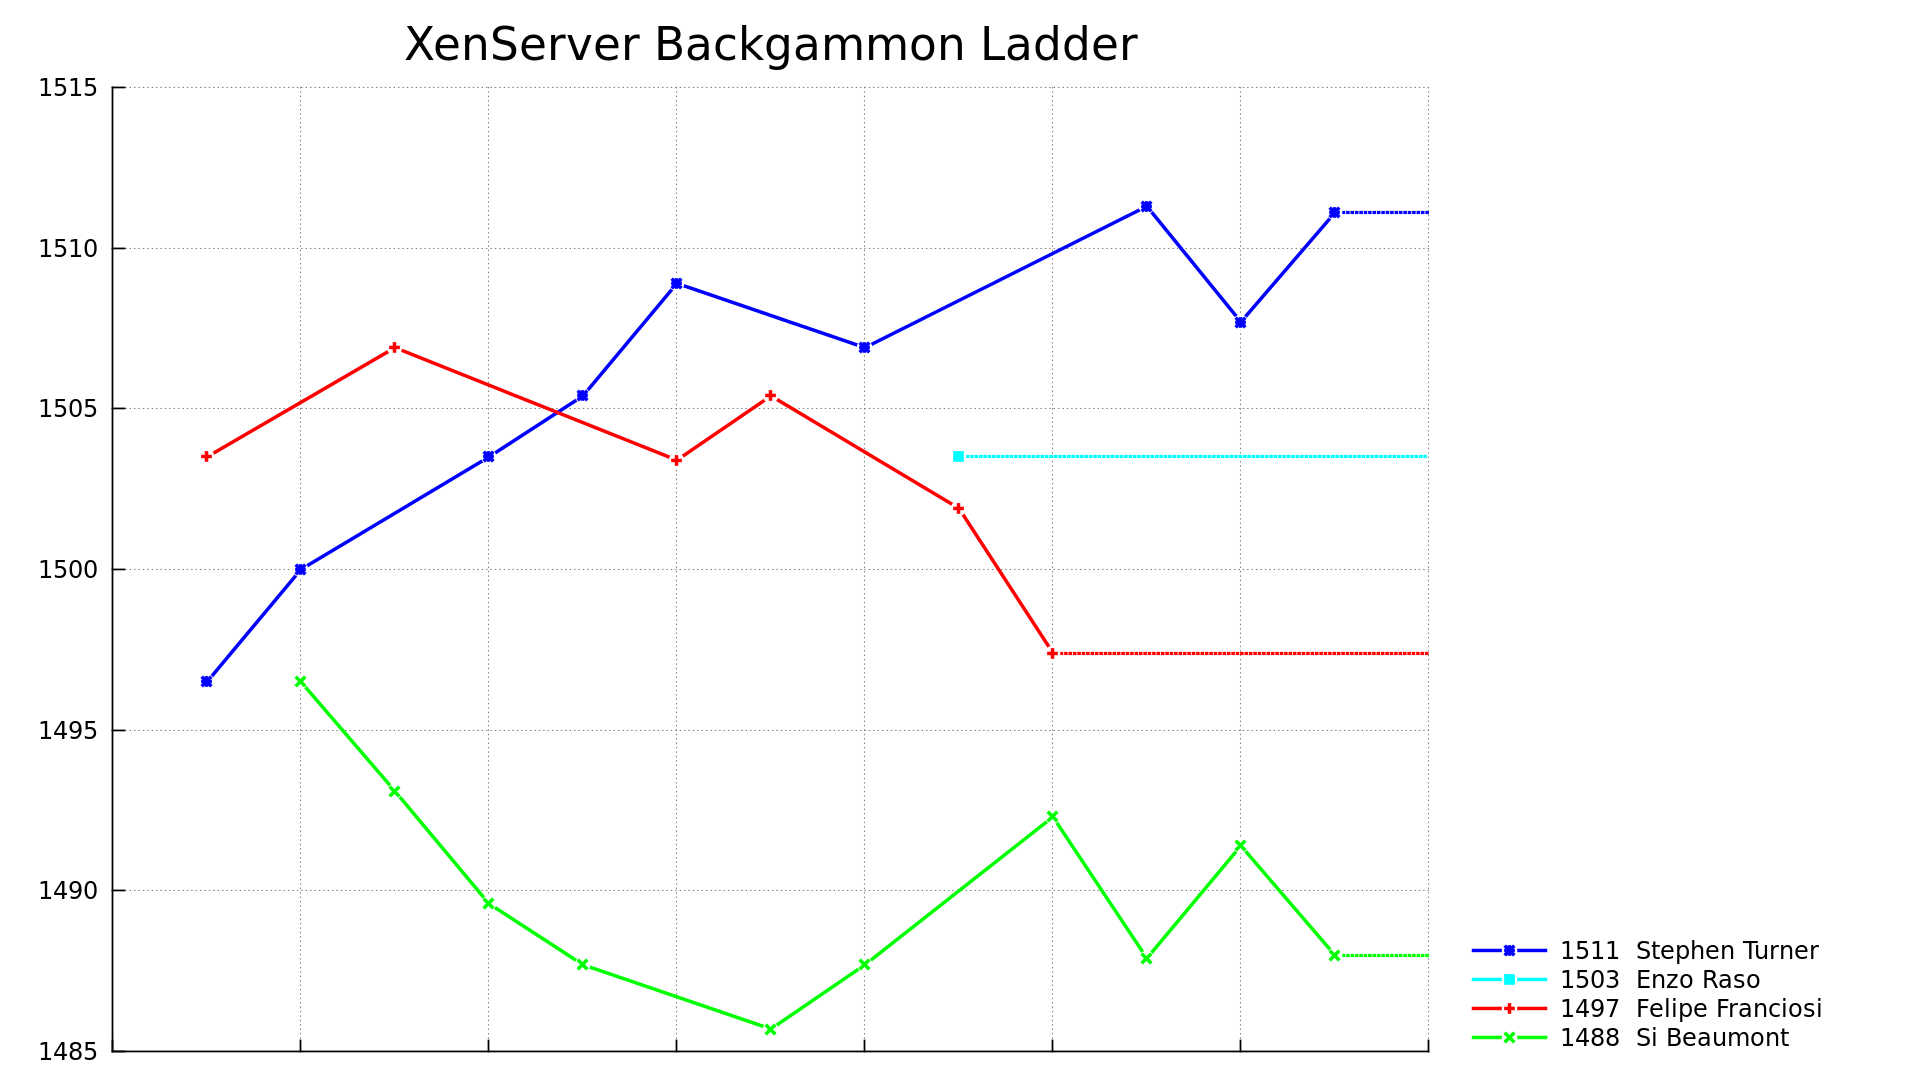 XenServer Backgammon Ladder
1515
1510
1505
1500
1495
1490
1485
1511 Stephen Turner
1503 Enzo Raso
1497 Felipe Franciosi
1488 Si Beaumont